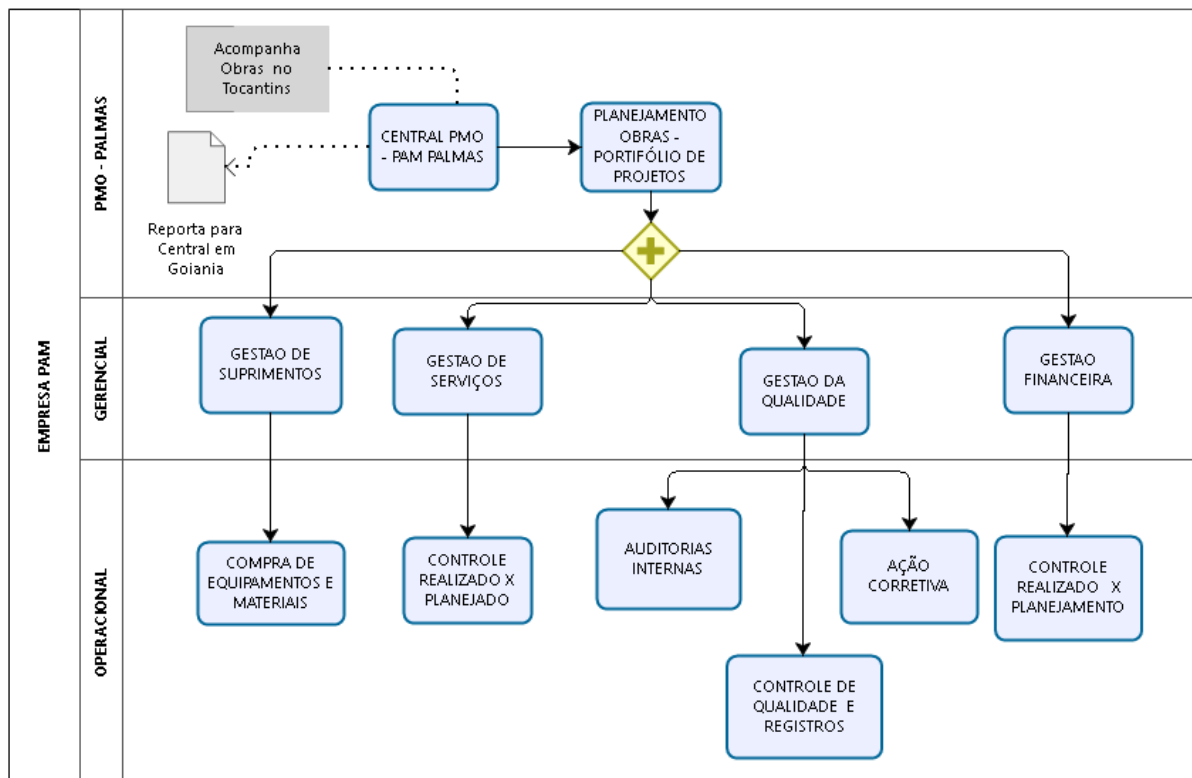 EMPRESA PAM
PMO - PALMAS
Acompanha
Obras no
Tocantins
CENTRAL PMO
- PAM PALMAS
PLANEJAMENTO
OBRAS -
PORTIFÓLIO DE
PROJETOS
Reporta para
Central em
Goiania
GERENCIAL
GESTAO DE
SUPRIMENTOS
GESTAO DE
SERVIÇOS
GESTAO DA
QUALIDADE
GESTAO
FINANCEIRA
OPERACIONAL
COMPRA DE
EQUIPAMENTOS E
MATERIAIS
CONTROLE
REALIZADO X
PLANEJADO
AUDITORIAS
INTERNAS
AÇÃO
CORRETIVA
CONTROLE
REALIZADO X
PLANEJAMENTO
CONTROLE DE
QUALIDADE E
REGISTROS